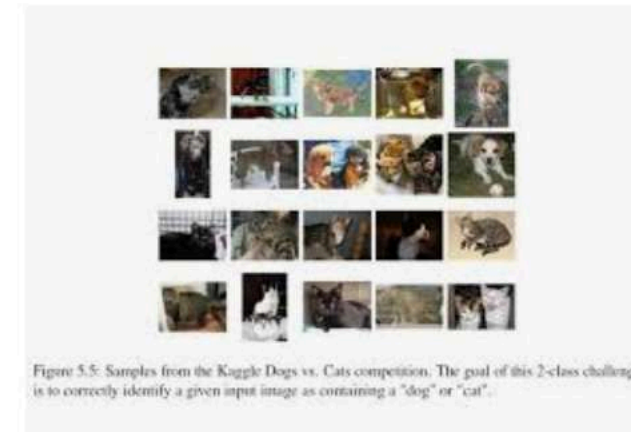 Figure 5.5: Samples from the Kaggle Dogs vs. Cats competition. The goal of this 2-class challeng
is to correctly identify a given input image as containing a "dog" or "cat".